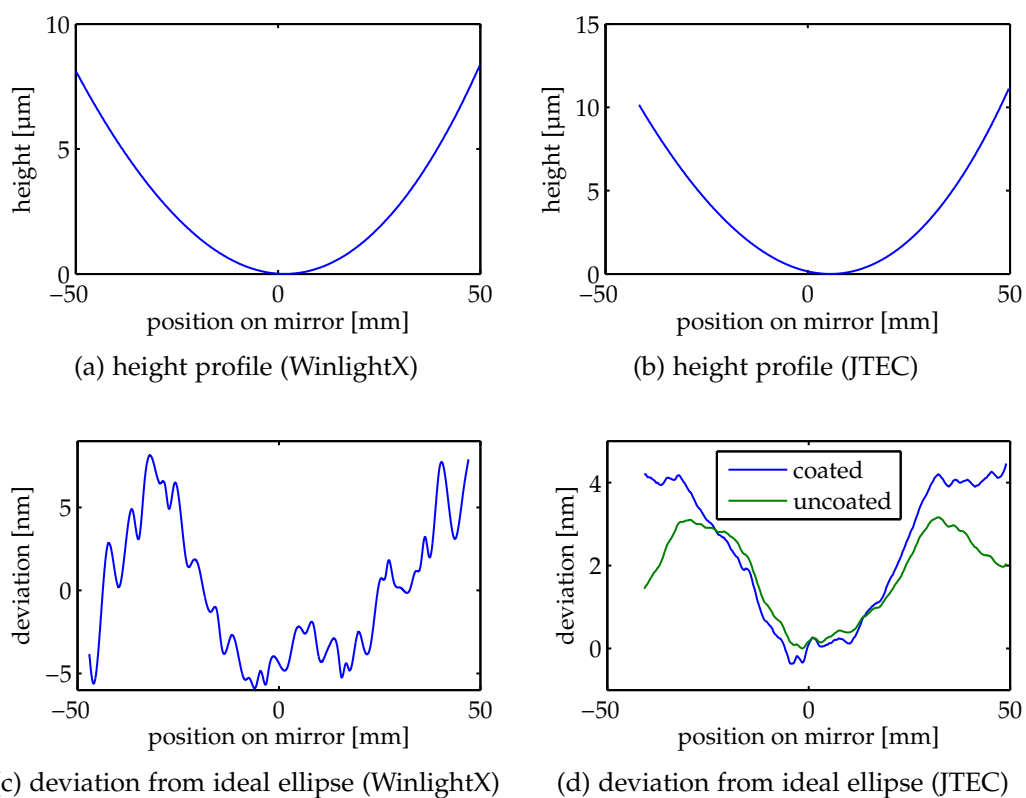 10
5
0
height [µm]
−50
0
50
position on mirror [mm]
(a) height profile (WinlightX)
15
10
5
0
height [µm]
−50
0
50
position on mirror [mm]
(b) height profile (JTEC)
5
0
−5
deviation [nm]
−50
0
50
position on mirror [mm]
c) deviation from ideal ellipse (WinlightX)
4
2
0
deviation [nm]
coated
uncoated
−50
0
50
position on mirror [mm]
(d) deviation from ideal ellipse (JTEC)